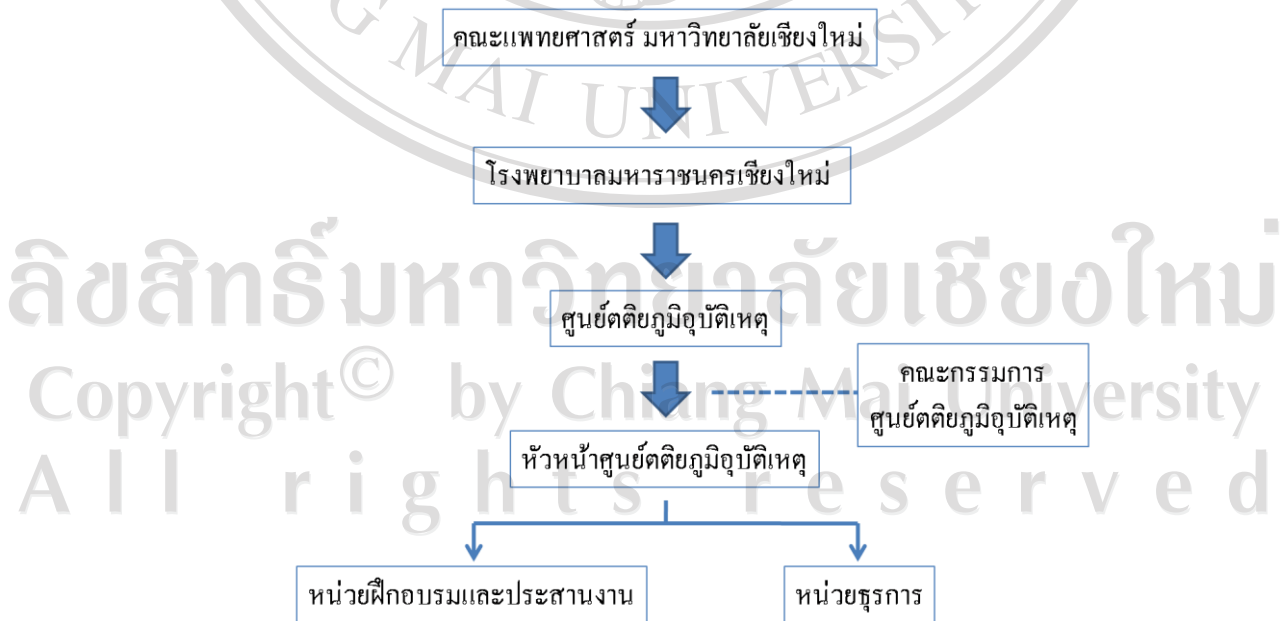 คณะแพทยศาสตร์ มหาวิทยาลัยเชียงใหม่
G MAI UNIVERSIT
โรงพยาบาลมหาราชนครเชียงใหม่
ลิขสิทธิ์มหาวิทยาลัยเชียงใหม่
ศูนย์ตติยภูมิอุบัติเหตุ
คณะกรรมการ
ศูนย์ตติยภูมิอุบัติเหตุ
Copyright© by Chiang Mai University
หัวหน้าศูนย์ตติยภูมิอุบัติเหตุ
All rights reserved
หน่วยฝึกอบรมและประสานงาน
หน่วยธุรการ